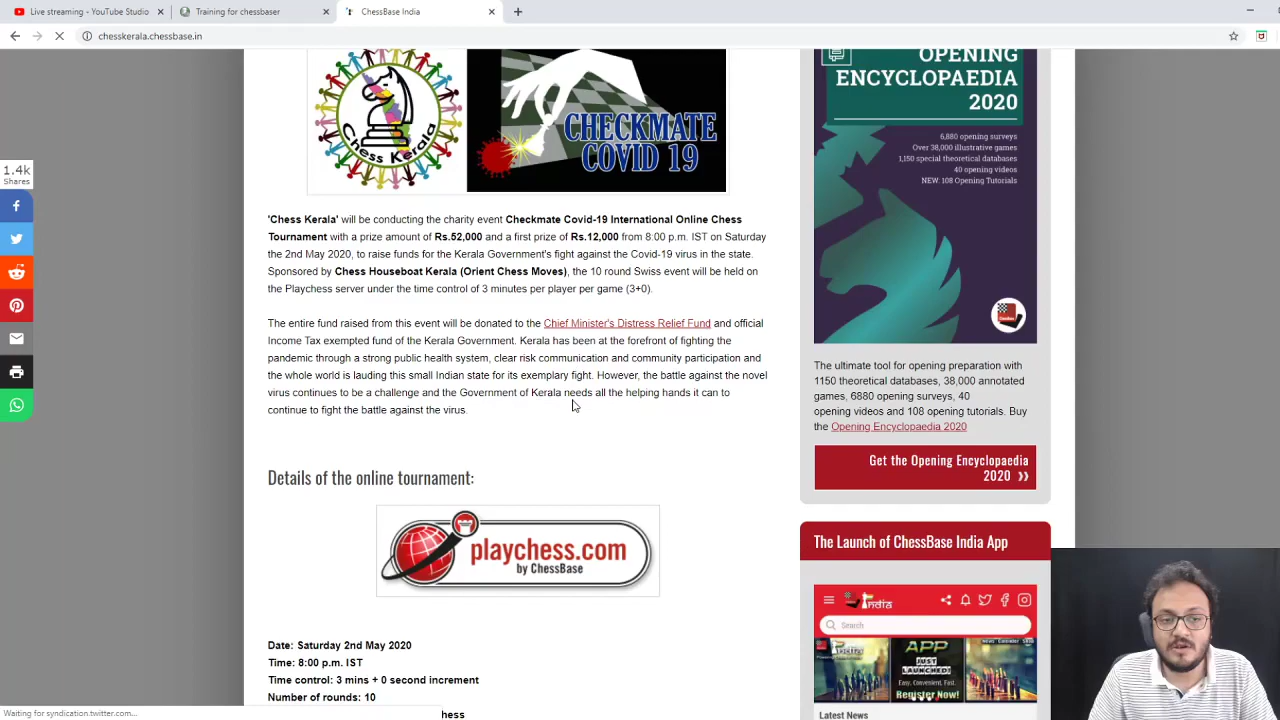 Live streaming - YouTube Studio
Training for chessbaser
ChessBase India
chesskerala.chessbase.in
1.4k
Shares
Chess Kerala
CHECKMATE
COVID 19
'Chess Kerala' will be conducting the charity event Checkmate Covid-19 International Online Chess
Tournament with a prize amount of Rs.52,000 and a first prize of Rs.12,000 from 8:00 p.m. IST on Saturday
the 2nd May 2020, to raise funds for the Kerala Government's fight against the Covid-19 virus in the state.
Sponsored by Chess Houseboat Kerala (Orient Chess Moves), the 10 round Swiss event will be held on
the Playchess server under the time control of 3 minutes per player per game (3+0).
The entire fund raised from this event will be donated to the Chief Minister's Distress Relief Fund and official
Income Tax exempted fund of the Kerala Government. Kerala has been at the forefront of fighting the
pandemic through a strong public health system, clear risk communication and community participation and
the whole world is lauding this small Indian state for its exemplary fight. However, the battle against the novel
virus continues to be a challenge and the Government of Kerala needs all the helping hands it can to
continue to fight the battle against the virus.
Details of the online tournament:
playchess.com
by ChessBase
Date: Saturday 2nd May 2020
Time: 8:00 p.m. IST
Time control: 3 mins + 0 second increment
Number of rounds: 10
hess
Waiting for syndication.twitter.com...
OPENING
ENCYCLOPAEDIA
2020
6,880 opening surveys
Over 38,000 illustrative games
1,150 special theoretical databases
40 opening videos
NEW: 108 Opening Tutorials
The ultimate tool for opening preparation with
1150 theoretical databases, 38,000 annotated
games, 6880 opening surveys, 40
opening videos and 108 opening tutorials. Buy
the Opening Encyclopaedia 2020
Get the Opening Encyclopaedia
2020 »
The Launch of ChessBase India App
India
Search
APP
JUST
LAUNCHED!
Easy. Convenient. Fast.
Register Now!
Latest News